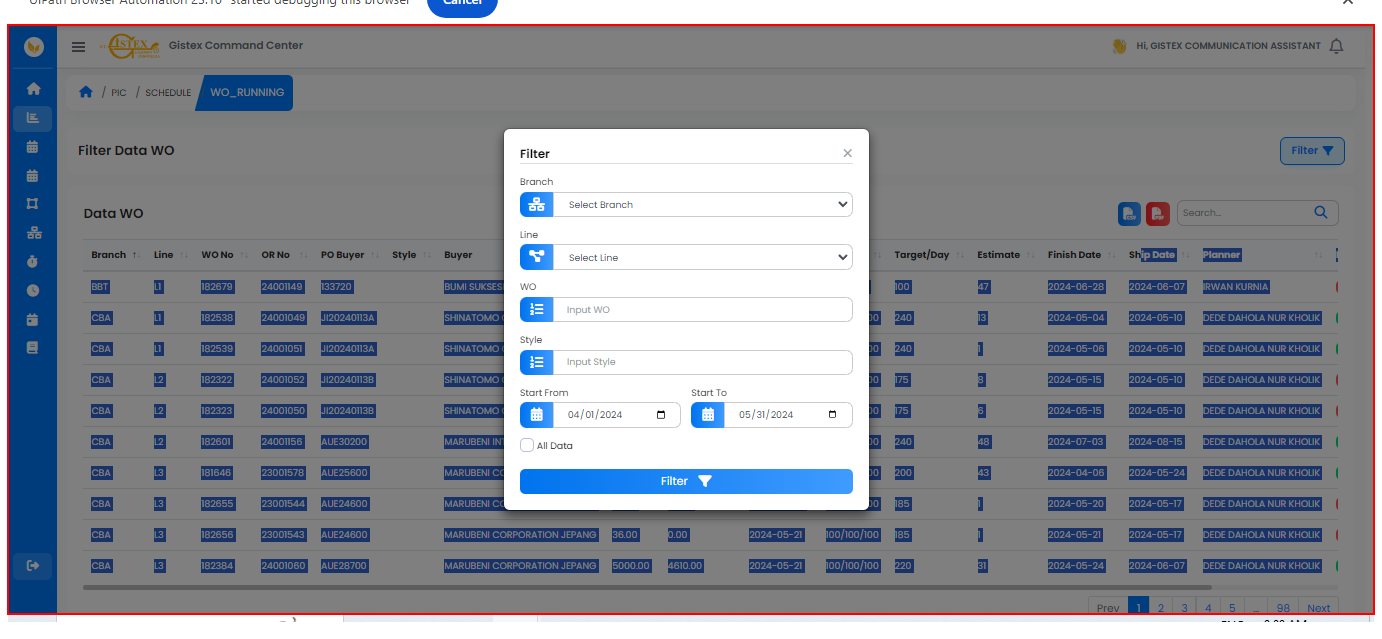 UiPath Browser Automation 23.10" started debugging this browser Cancel
GISTEX Gistex Command Center Hi, GISTEX COMMUNICATION ASSISTANT
/ PIC / SCHEDULE WO_RUNNING
Filter Data WO Filter
Data WO Search...
Branch Line WO No OR No PO Buyer Style Buyer Target/Day Estimate Finish Date Ship Date Planner
BBT L1 182679 24001149 133720 BUMI SUKSES 100 47 2024-06-28 2024-06-07 IRWAN KURNIA
CBA L1 182538 24001049 JI20240113A SHINATOMO 00 240 13 2024-05-04 2024-05-10 DEDE DAHOLA NUR KHOLIK
CBA L1 182539 24001051 JI20240113A SHINATOMO 00 240 1 2024-05-06 2024-05-10 DEDE DAHOLA NUR KHOLIK
CBA L2 182322 24001052 JI20240113B SHINATOMO 00 175 8 2024-05-15 2024-05-10 DEDE DAHOLA NUR KHOLIK
CBA L2 182323 24001050 JI20240113B SHINATOMO 00 175 6 2024-05-15 2024-05-10 DEDE DAHOLA NUR KHOLIK
CBA L2 182601 24001156 AUE30200 MARUBENI INT 00 240 48 2024-07-03 2024-08-15 DEDE DAHOLA NUR KHOLIK
CBA L3 181646 23001578 AUE25600 MARUBENI CO 00 200 43 2024-04-06 2024-05-24 DEDE DAHOLA NUR KHOLIK
CBA L3 182655 23001544 AUE24600 MARUBENI CO 00 185 1 2024-05-20 2024-05-17 DEDE DAHOLA NUR KHOLIK
CBA L3 182656 23001543 AUE24600 MARUBENI CORPORATION JEPANG 36.00 0.00 2024-05-21 100/100/100 185 1 2024-05-21 2024-05-17 DEDE DAHOLA NUR KHOLIK
CBA L3 182384 24001060 AUE28700 MARUBENI CORPORATION JEPANG 5000.00 4610.00 2024-05-21 100/100/100 220 31 2024-05-24 2024-06-07 DEDE DAHOLA NUR KHOLIK
Prev 1 2 3 4 5 ... 98 Next
Filter
Branch
Select Branch
Line
Select Line
WO
Input WO
Style
Input Style
Start From Start To
04/01/2024 05/31/2024
All Data
Filter